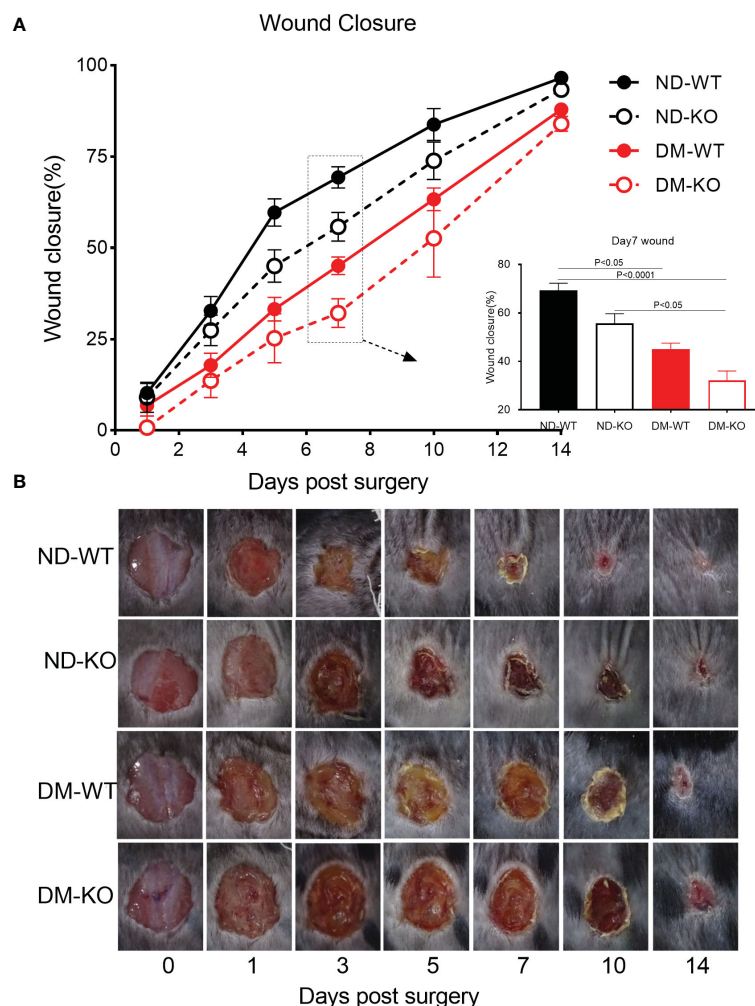 A
Wound Closure
Wound closure(%)
100
75
50
25
0
0 2 4 6 8 10 12 14
Days post surgery
ND-WT
ND-KO
DM-WT
DM-KO
Day7 wound
Wound closure(%)
80
60
40
20
P<0.05
P<0.0001
P<0.05
ND-WT ND-KO DM-WT DM-KO
B
ND-WT
ND-KO
DM-WT
DM-KO
0 1 3 5 7 10 14
Days post surgery